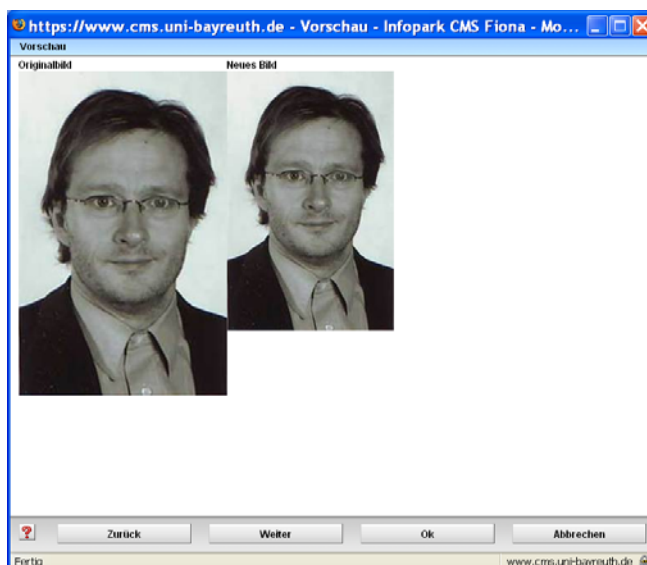 https://www.cms.uni-bayreuth.de - Vorschau - Infopark CMS Fiona - Mo...
Vorschau
Originalbild Neues Bild
? Zurück Weiter Ok Abbrechen
Fertig www.cms.uni-bayreuth.de